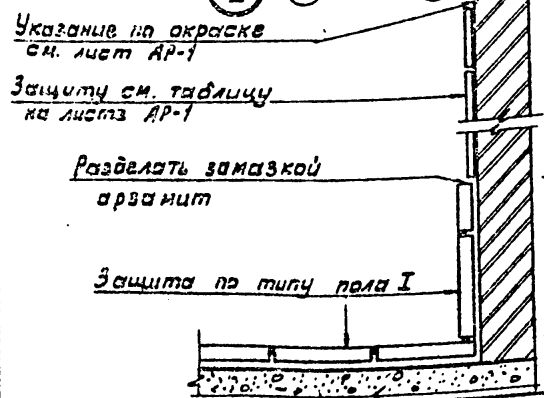 Указание по окраске
см. лист АР-1
Защиту см. таблицу
на листе АР-1
Разделать замазкой
арзамит
Защита по типу пола I